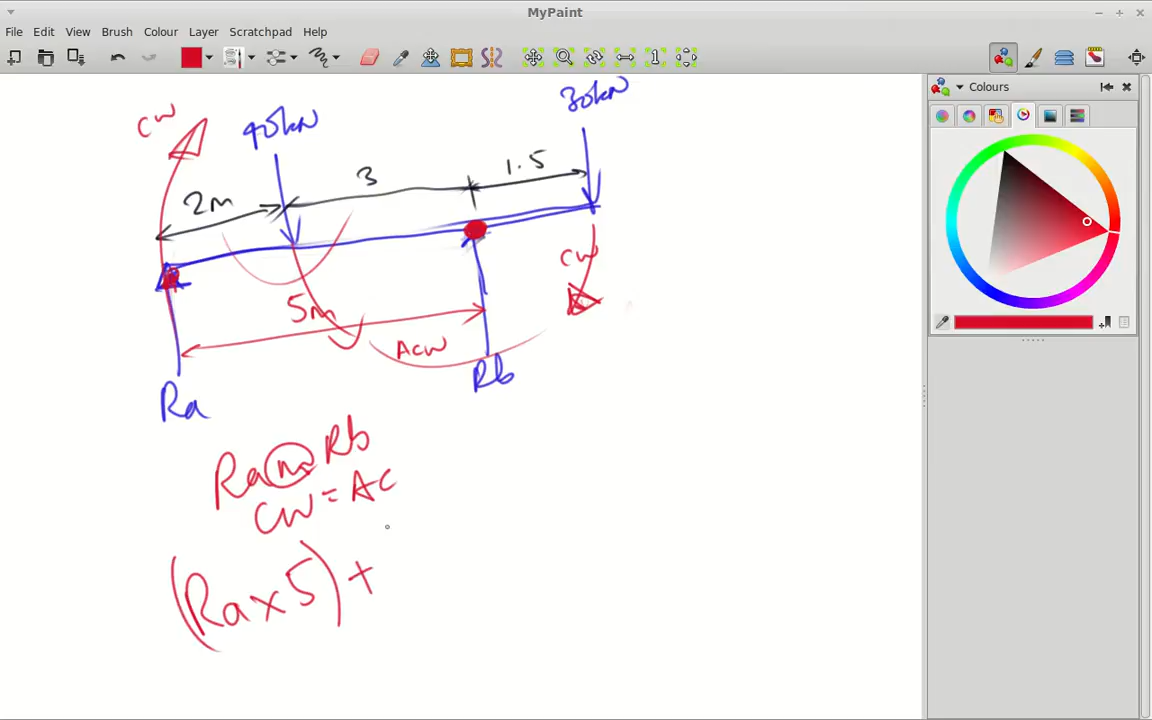 MyPaint
File Edit View Brush Colour Layer Scratchpad Help
Colours
CW
40kN
30kN
2m
3
1.5
CW
5m
ACW
Ra
Rb
Ra m Rb
CW = AC
(Ra x 5) +